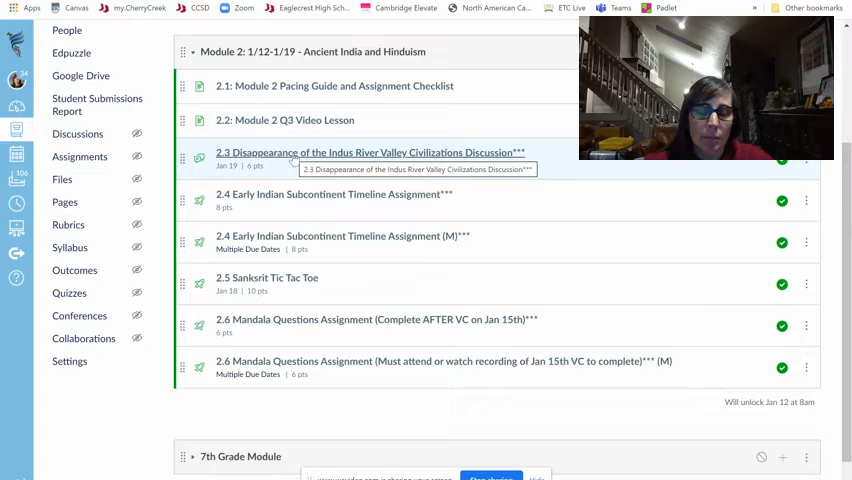 Apps
Canvas
my.CherryCreek
CCSD
Zoom
Eaglecrest High Sch...
Cambridge Elevate
North American Ca...
ETC Live
Teams
Padlet
»
Other bookmarks
People
Edpuzzle
Google Drive
Student Submissions
Report
Discussions
Assignments
Files
Pages
Rubrics
Syllabus
Outcomes
Quizzes
Conferences
Collaborations
Settings
34
106
Module 2: 1/12-1/19 - Ancient India and Hinduism
2.1: Module 2 Pacing Guide and Assignment Checklist
2.2: Module 2 Q3 Video Lesson
2.3 Disappearance of the Indus River Valley Civilizations Discussion***
Jan 19 | 6 pts
2.3 Disappearance of the Indus River Valley Civilizations Discussion***
2.4 Early Indian Subcontinent Timeline Assignment***
8 pts
2.4 Early Indian Subcontinent Timeline Assignment (M)***
Multiple Due Dates | 8 pts
2.5 Sanksrit Tic Tac Toe
Jan 18 | 10 pts
2.6 Mandala Questions Assignment (Complete AFTER VC on Jan 15th)***
6 pts
2.6 Mandala Questions Assignment (Must attend or watch recording of Jan 15th VC to complete)*** (M)
Multiple Due Dates | 6 pts
Will unlock Jan 12 at 8am
7th Grade Module
Stop sharing
Hide